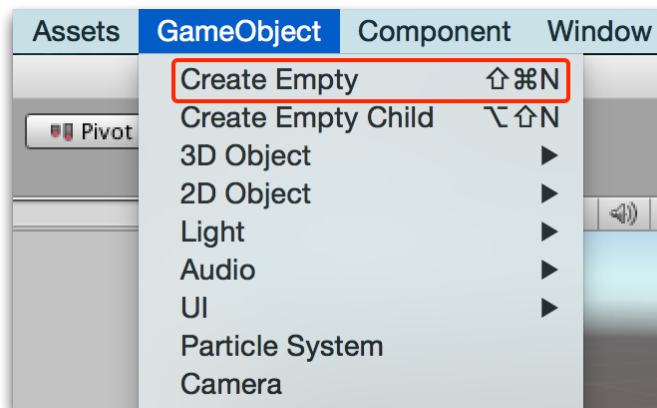 Assets GameObject Component Window
Create Empty ⇧⌘N
Pivot
Create Empty Child ⌥⇧N
3D Object ▶
2D Object ▶
Light ▶
Audio ▶
UI ▶
Particle System
Camera